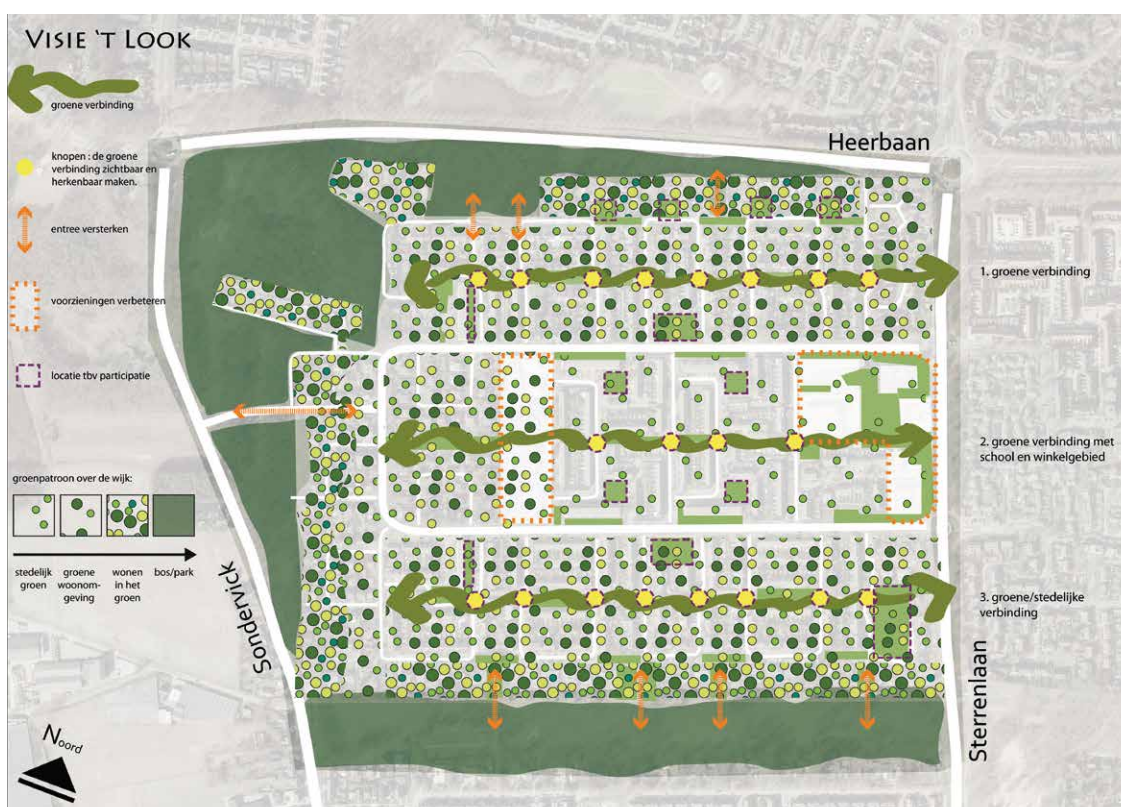 VISIE 'T LOOK
groene verbinding
knopen : de groene
verbinding zichtbaar en
herkenbaar maken.
entree versterken
voorzieningen verbeteren
locatie tbv participatie
groenpatroon over de wijk:
stedelijk
groen
groene
woonom-
geving
wonen
in het
groen
bos/park
Noord
Heerbaan
Sondervick
Sterrenlaan
1. groene verbinding
2. groene verbinding met
school en winkelgebied
3. groene/stedelijke
verbinding